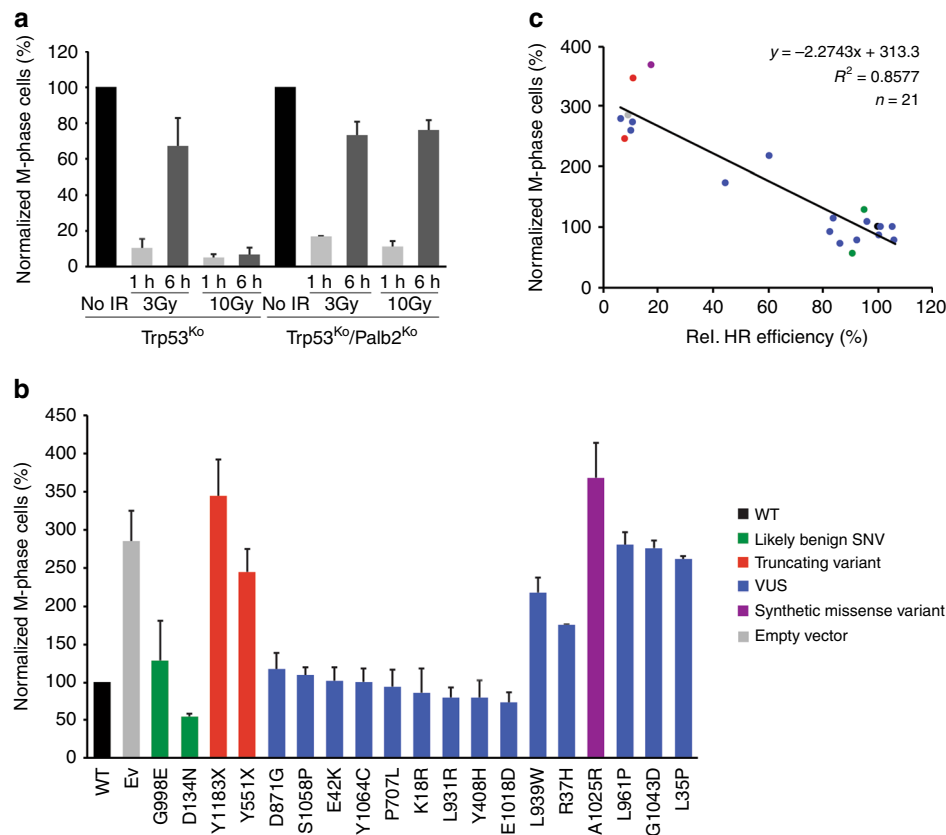 a
Normalized M-phase cells (%)
120
100
80
60
40
20
0
1 h 6 h 1 h 6 h 1 h 6 h 1 h 6 h
No IR 3Gy 10Gy No IR 3Gy 10Gy
Trp53Ko Trp53Ko/Palb2Ko
c
Normalized M-phase cells (%)
400
300
200
100
0
y = –2.2743x + 313.3
R2 = 0.8577
n = 21
0 20 40 60 80 100 120
Rel. HR efficiency (%)
b
Normalized M-phase cells (%)
450
400
350
300
250
200
150
100
50
0
WT
Ev
G998E
D134N
Y1183X
Y551X
D871G
S1058P
E42K
Y1064C
P707L
K18R
L931R
Y408H
E1018D
L939W
R37H
A1025R
L961P
G1043D
L35P
WT
Likely benign SNV
Truncating variant
VUS
Synthetic missense variant
Empty vector